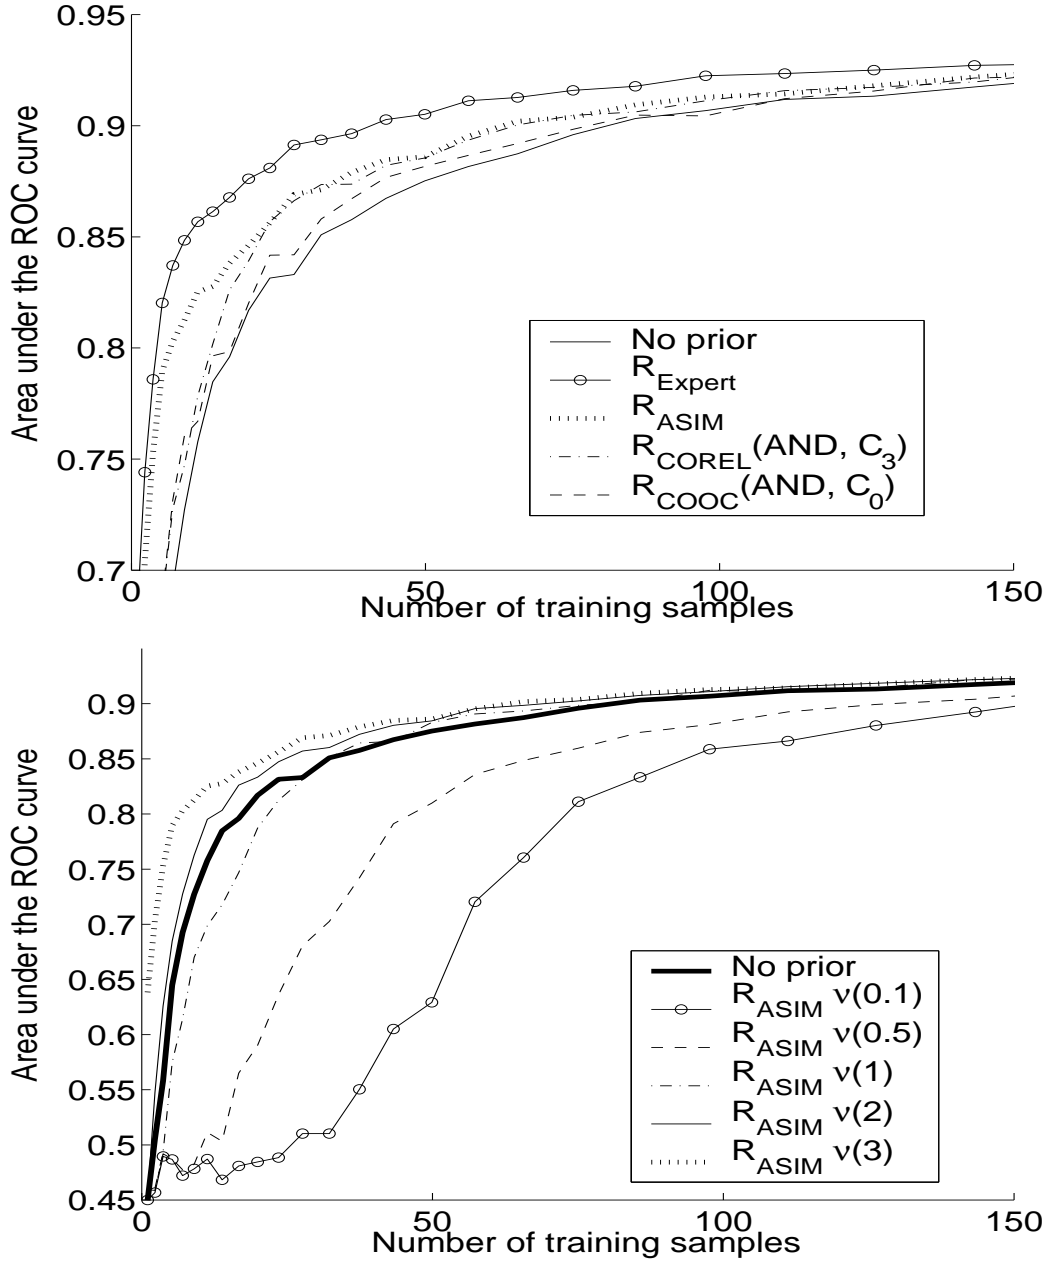 0.95
0.9
0.85
0.8
0.75
0.7
Area under the ROC curve
No prior
R_Expert
R_ASIM
R_COREL(AND, C_3)
R_COOC(AND, C_0)
0 50 100 150
Number of training samples
0.9
0.85
0.8
0.75
0.7
0.65
0.6
0.55
0.5
0.45
Area under the ROC curve
No prior
R_ASIM ν(0.1)
R_ASIM ν(0.5)
R_ASIM ν(1)
R_ASIM ν(2)
R_ASIM ν(3)
0 50 100 150
Number of training samples